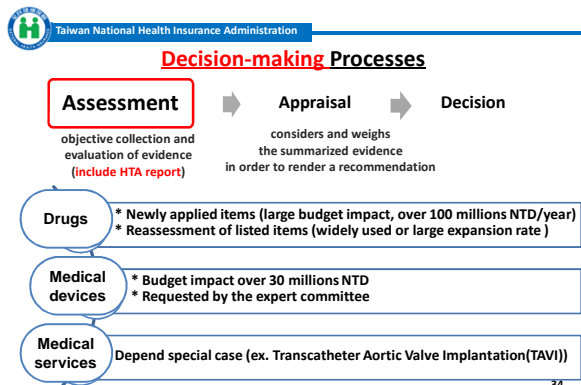 Taiwan National Health Insurance Administration
Decision-making Processes
Assessment
objective collection and
evaluation of evidence
(include HTA report)
Appraisal
considers and weighs
the summarized evidence
in order to render a recommendation
Decision
Drugs
* Newly applied items (large budget impact, over 100 millions NTD/year)
* Reassessment of listed items (widely used or large expansion rate )
Medical
devices
* Budget impact over 30 millions NTD
* Requested by the expert committee
Medical
services
Depend special case (ex. Transcatheter Aortic Valve Implantation(TAVI))
34